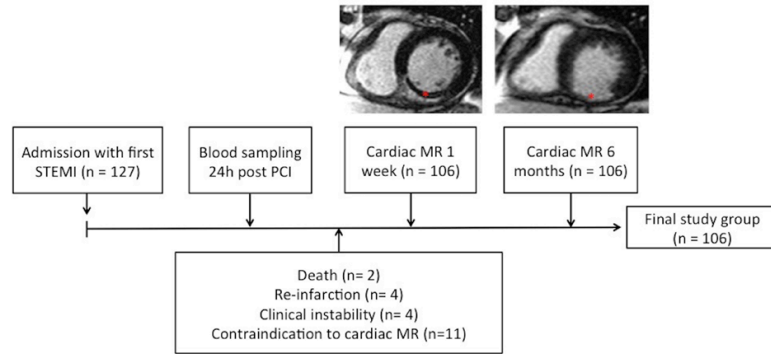 Admission with first
STEMI (n = 127)
Blood sampling
24h post PCI
Cardiac MR 1
week (n = 106)
Cardiac MR 6
months (n = 106)
Final study group
(n = 106)
Death (n= 2)
Re-infarction (n= 4)
Clinical instability (n= 4)
Contraindication to cardiac MR (n=11)